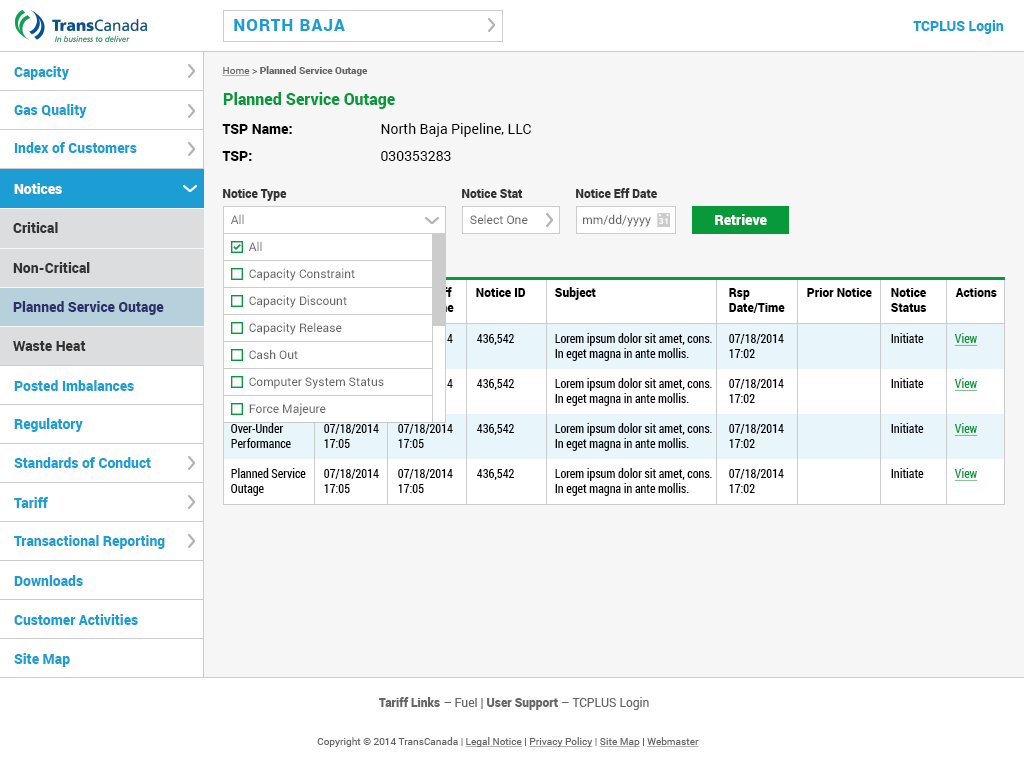 TransCanada
In business to deliver
NORTH BAJA
TCPLUS Login
Capacity
Gas Quality
Index of Customers
Notices
Critical
Non-Critical
Planned Service Outage
Waste Heat
Posted Imbalances
Regulatory
Standards of Conduct
Tariff
Transactional Reporting
Downloads
Customer Activities
Site Map
Home > Planned Service Outage
Planned Service Outage
TSP Name: North Baja Pipeline, LLC
TSP: 030353283
Notice Type Notice Stat Notice Eff Date
All Select One mm/dd/yyyy 31 Retrieve
All
Capacity Constraint
Capacity Discount
Capacity Release
Cash Out
Computer System Status
Force Majeure
Notice ID Subject Rsp Prior Notice Notice Actions
Date/Time Status
4 436,542 Lorem ipsum dolor sit amet, cons. 07/18/2014 Initiate View
In eget magna in ante mollis. 17:02
4 436,542 Lorem ipsum dolor sit amet, cons. 07/18/2014 Initiate View
In eget magna in ante mollis. 17:02
Over-Under 07/18/2014 07/18/2014 436,542 Lorem ipsum dolor sit amet, cons. 07/18/2014 Initiate View
Performance 17:05 17:05 In eget magna in ante mollis. 17:02
Planned Service 07/18/2014 07/18/2014 436,542 Lorem ipsum dolor sit amet, cons. 07/18/2014 Initiate View
Outage 17:05 17:05 In eget magna in ante mollis. 17:02
Tariff Links – Fuel | User Support – TCPLUS Login
Copyright © 2014 TransCanada | Legal Notice | Privacy Policy | Site Map | Webmaster